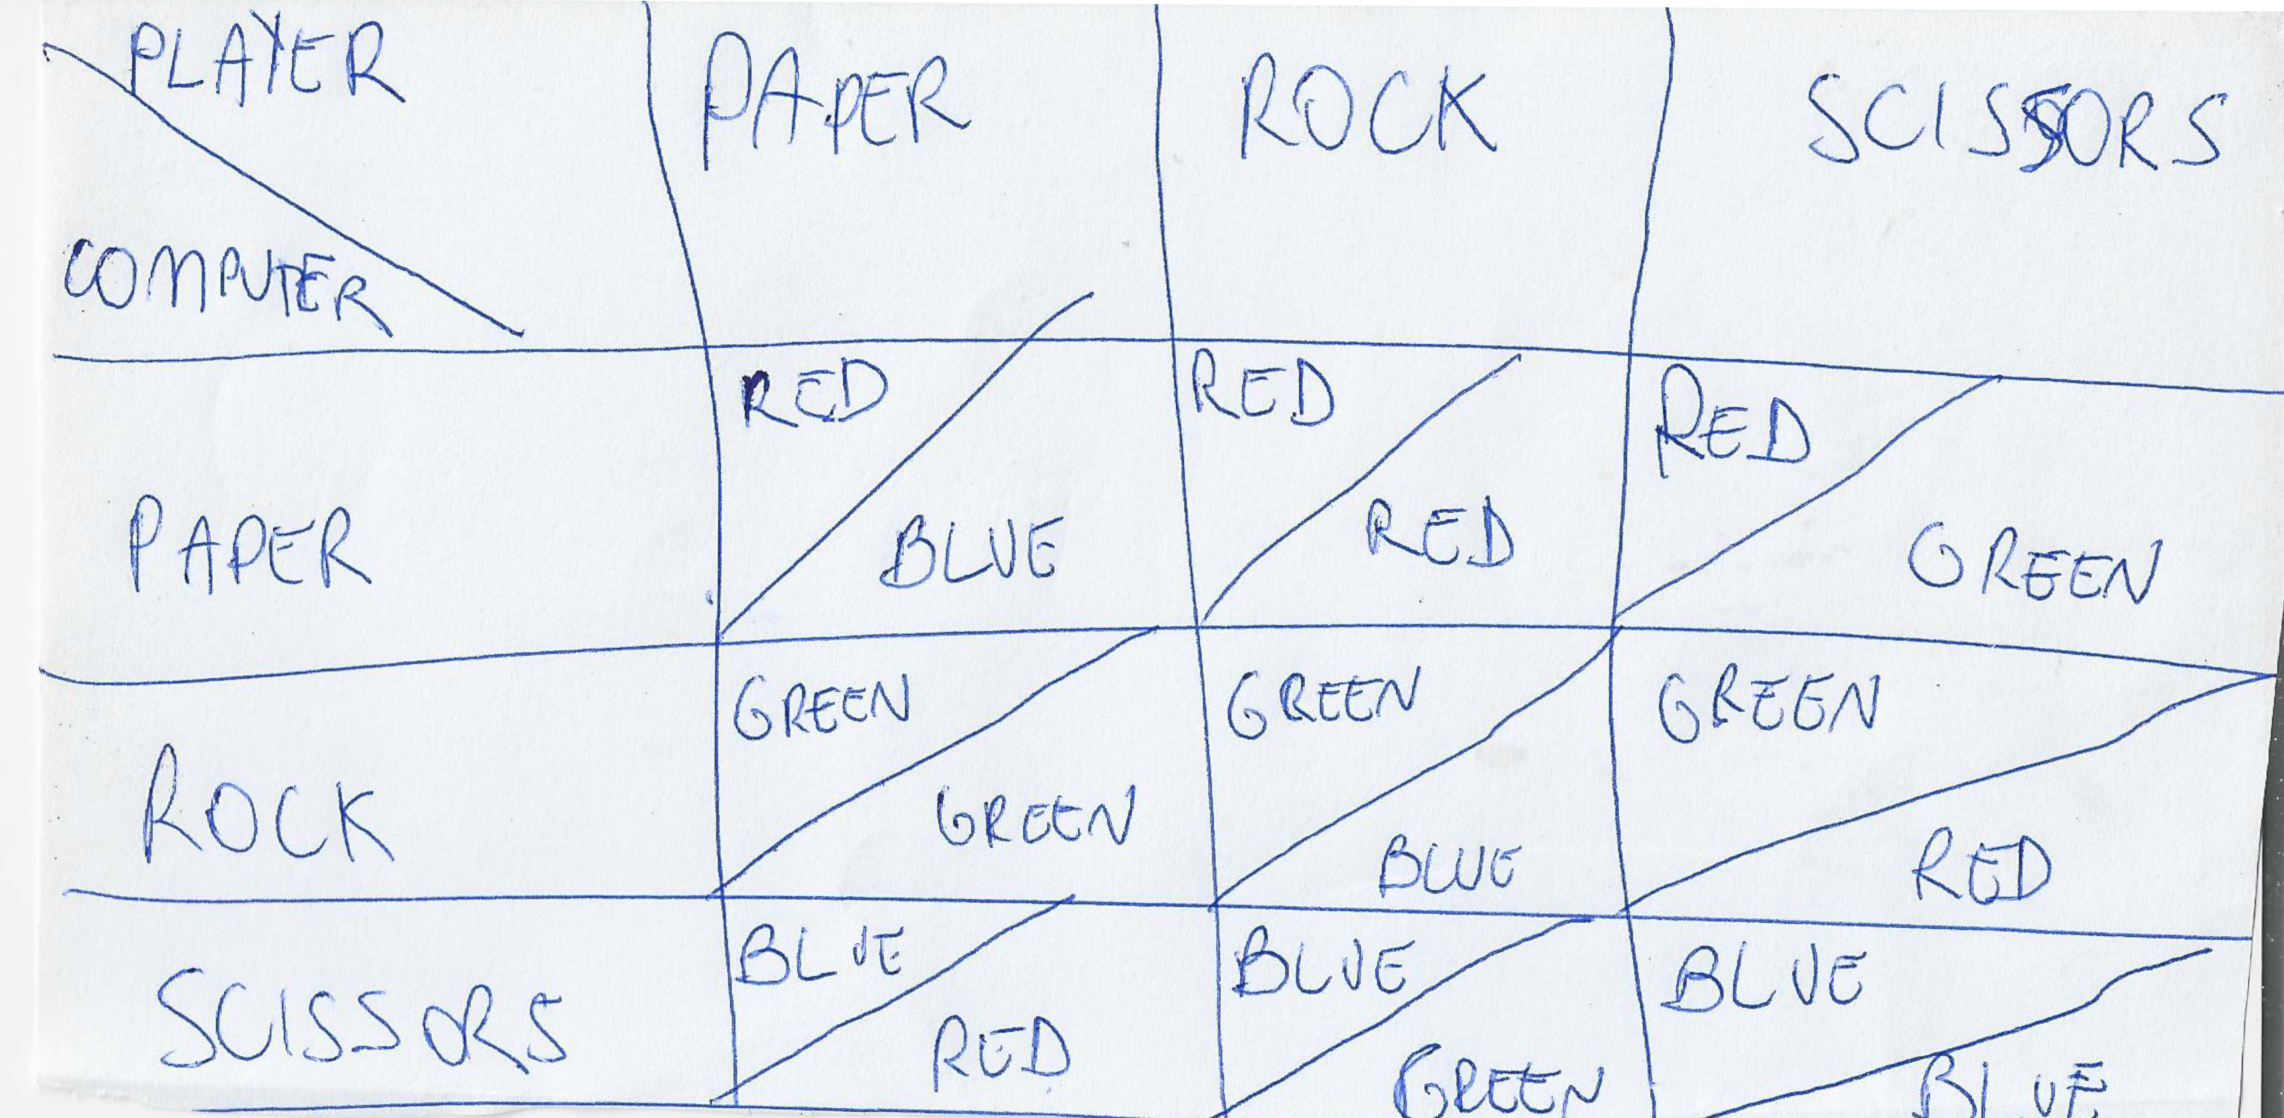 PLAYER PAPER ROCK SCISSORS
COMPUTER
RED RED RED
PAPER BLUE RED GREEN
GREEN GREEN GREEN
ROCK GREEN BLUE RED
BLUE BLUE BLUE
SCISSORS RED GREEN BLUE